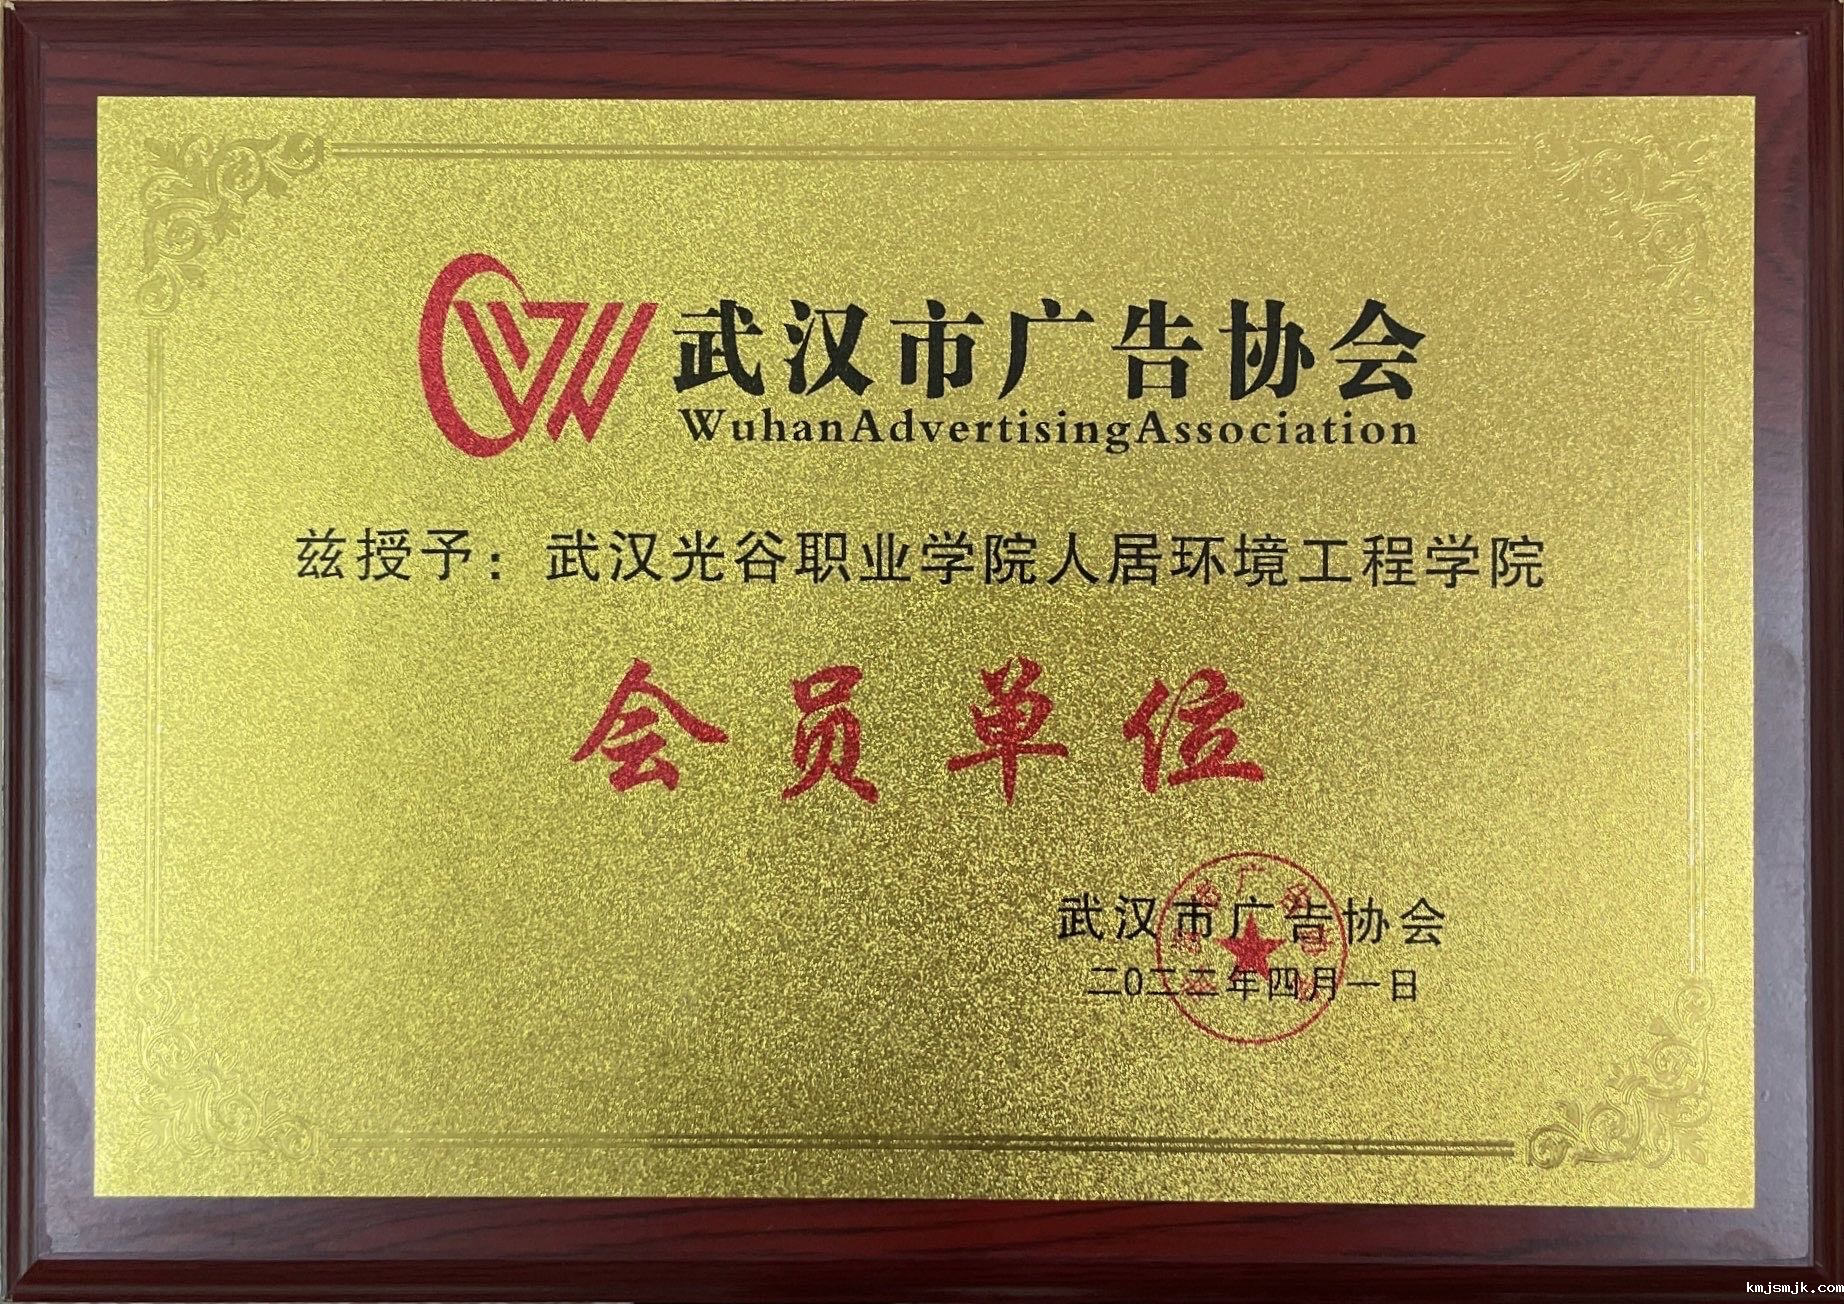 武汉市广告协会
WuhanAdvertisingAssociation
兹授予：武汉光谷职业学院人居环境工程学院
会员单位
武汉市广告协会
二0二二年四月一日
kmjsmjk.com